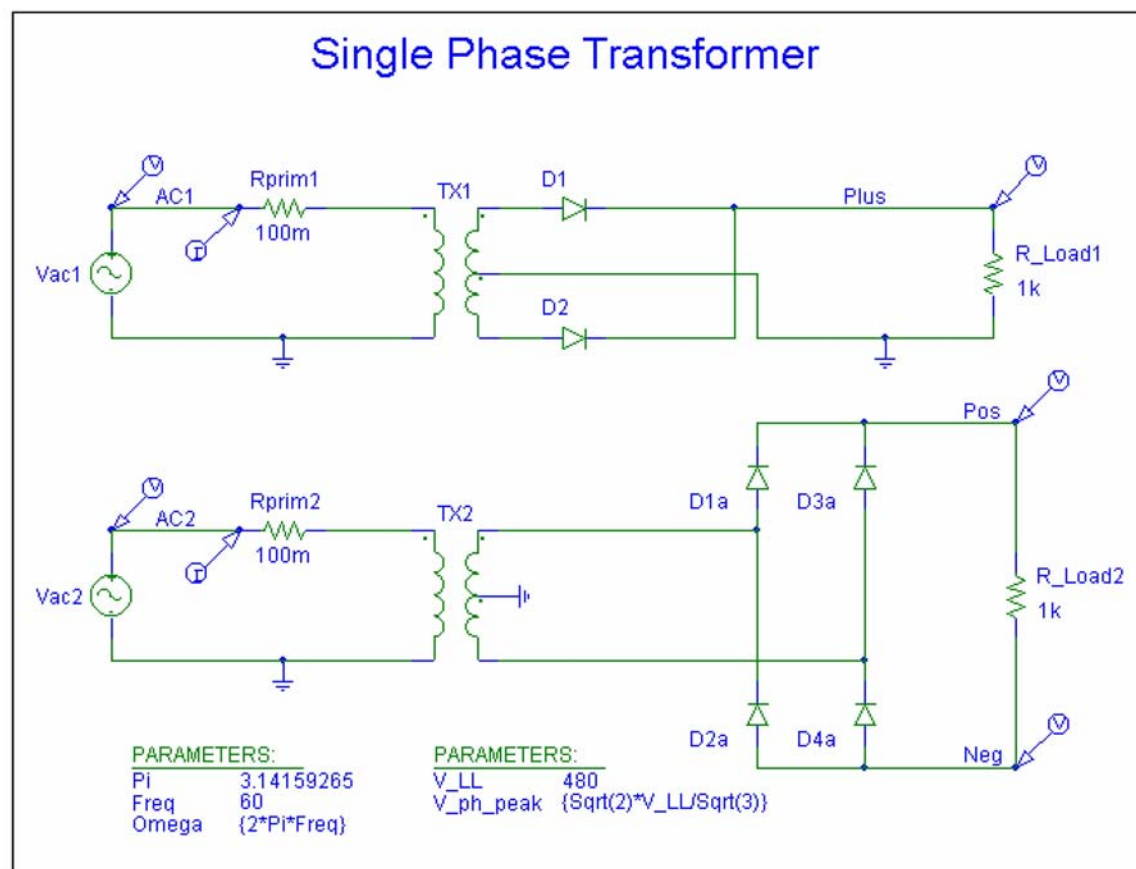 Single Phase Transformer
V
V
AC1
Rprim1
TX1
D1
Plus
100m
I
Vac1
R_Load1
1k
D2
V
Pos
V
AC2
Rprim2
TX2
D1a
D3a
100m
I
Vac2
R_Load2
1k
V
D2a
D4a
Neg
PARAMETERS:
Pi 3.14159265
Freq 60
Omega {2*Pi*Freq}
PARAMETERS:
V_LL 480
V_ph_peak {Sqrt(2)*V_LL/Sqrt(3)}